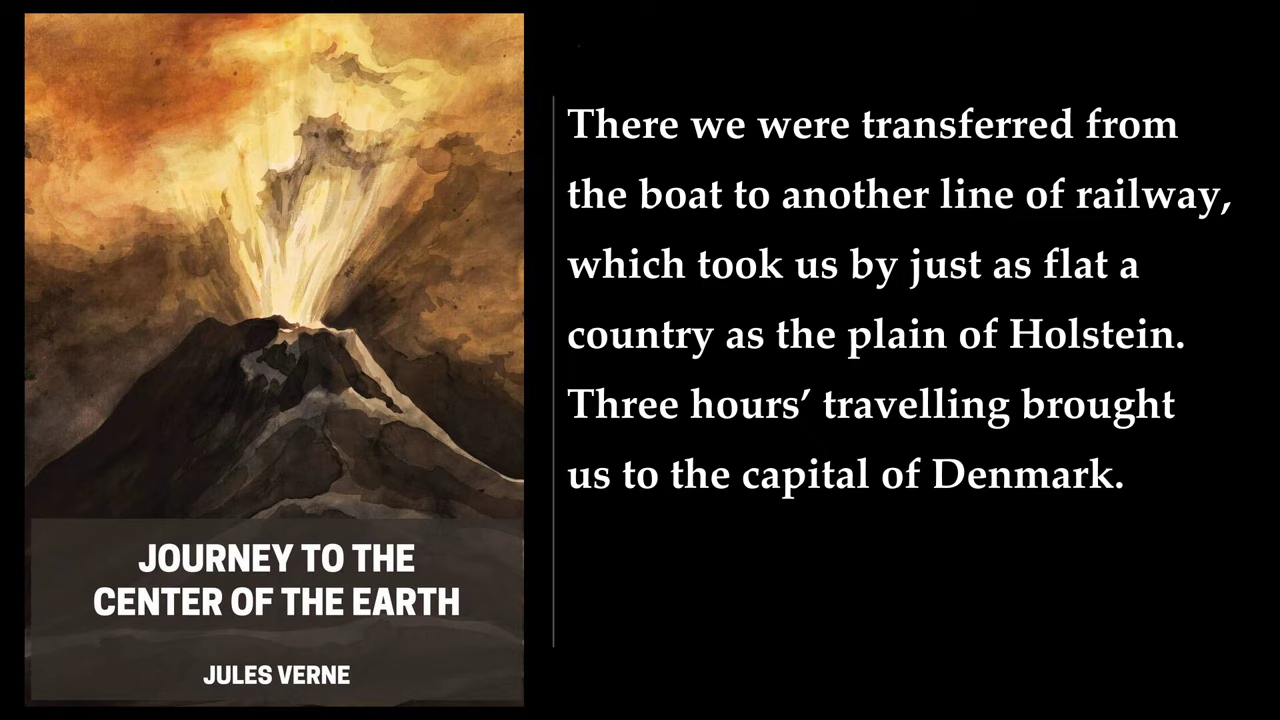 There we were transferred from
the boat to another line of railway,
which took us by just as flat a
country as the plain of Holstein.
Three hours’ travelling brought
us to the capital of Denmark.
JOURNEY TO THE
CENTER OF THE EARTH
JULES VERNE